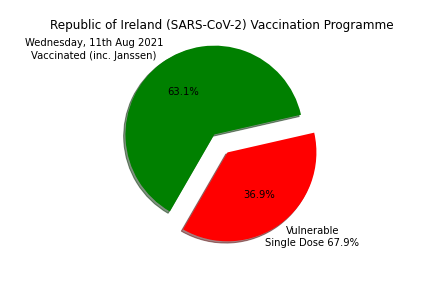 Republic of Ireland (SARS-CoV-2) Vaccination Programme
Wednesday, 11th Aug 2021
Vaccinated (inc. Janssen)
63.1%
36.9%
Vulnerable
Single Dose 67.9%